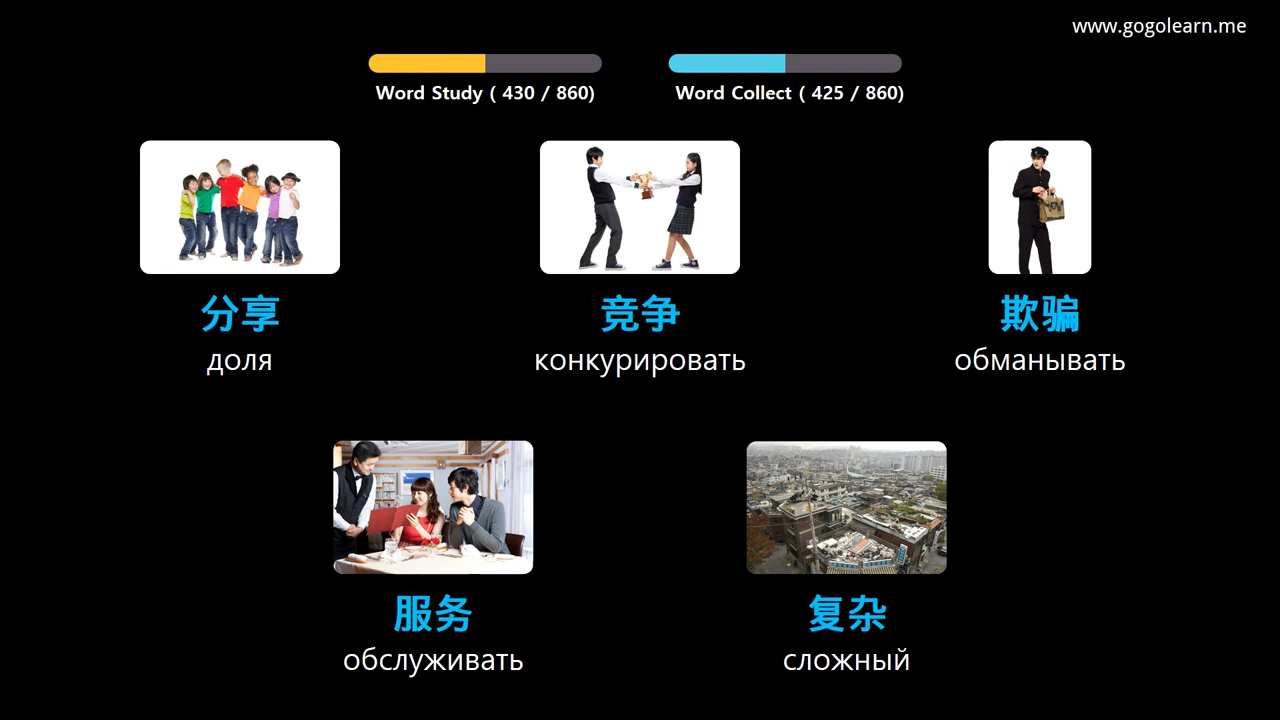 www.gogolearn.me
Word Study ( 430 / 860)
Word Collect ( 425 / 860)
分享
доля
竞争
конкурировать
欺骗
обманывать
服务
обслуживать
复杂
сложный